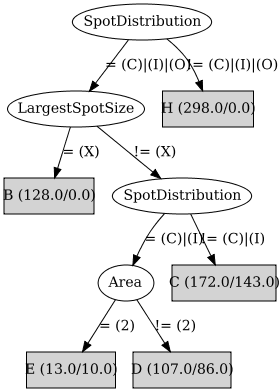 SpotDistribution
= (C)|(I)|(O)
!= (C)|(I)|(O)
LargestSpotSize
H (298.0/0.0)
= (X)
!= (X)
B (128.0/0.0)
SpotDistribution
= (C)|(I)
!= (C)|(I)
Area
C (172.0/143.0)
= (2)
!= (2)
E (13.0/10.0)
D (107.0/86.0)